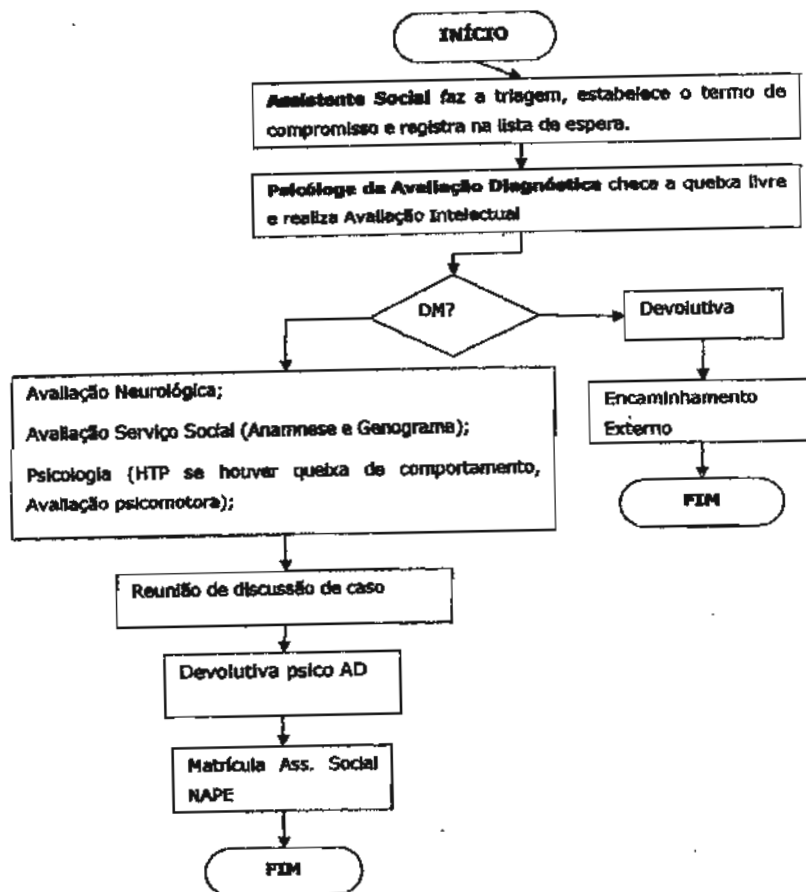 INÍCIO
Assistente Social faz a triagem, estabelece o termo de
compromisso e registra na lista de espera.
Psicóloga da Avaliação Diagnóstica checa a queixa livre
e realiza Avaliação Intelectual
DM?
Devolutiva
Avaliação Neurológica;
Avaliação Serviço Social (Anamnese e Genograma);
Psicologia (HTP se houver queixa de comportamento,
Avaliação psicomotora);
Encaminhamento
Externo
FIM
Reunião de discussão de caso
Devolutiva psico AD
Matrícula Ass. Social
NAPE
FIM